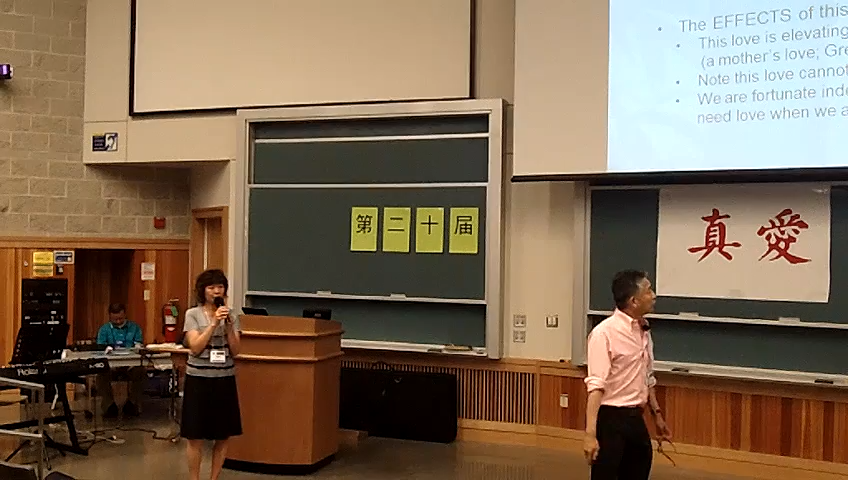 • The EFFECTS of this
• This love is elevating
(a mother's love; Gre
• Note this love cannot
• We are fortunate inde
need love when we a
第二十届
真愛
Roland